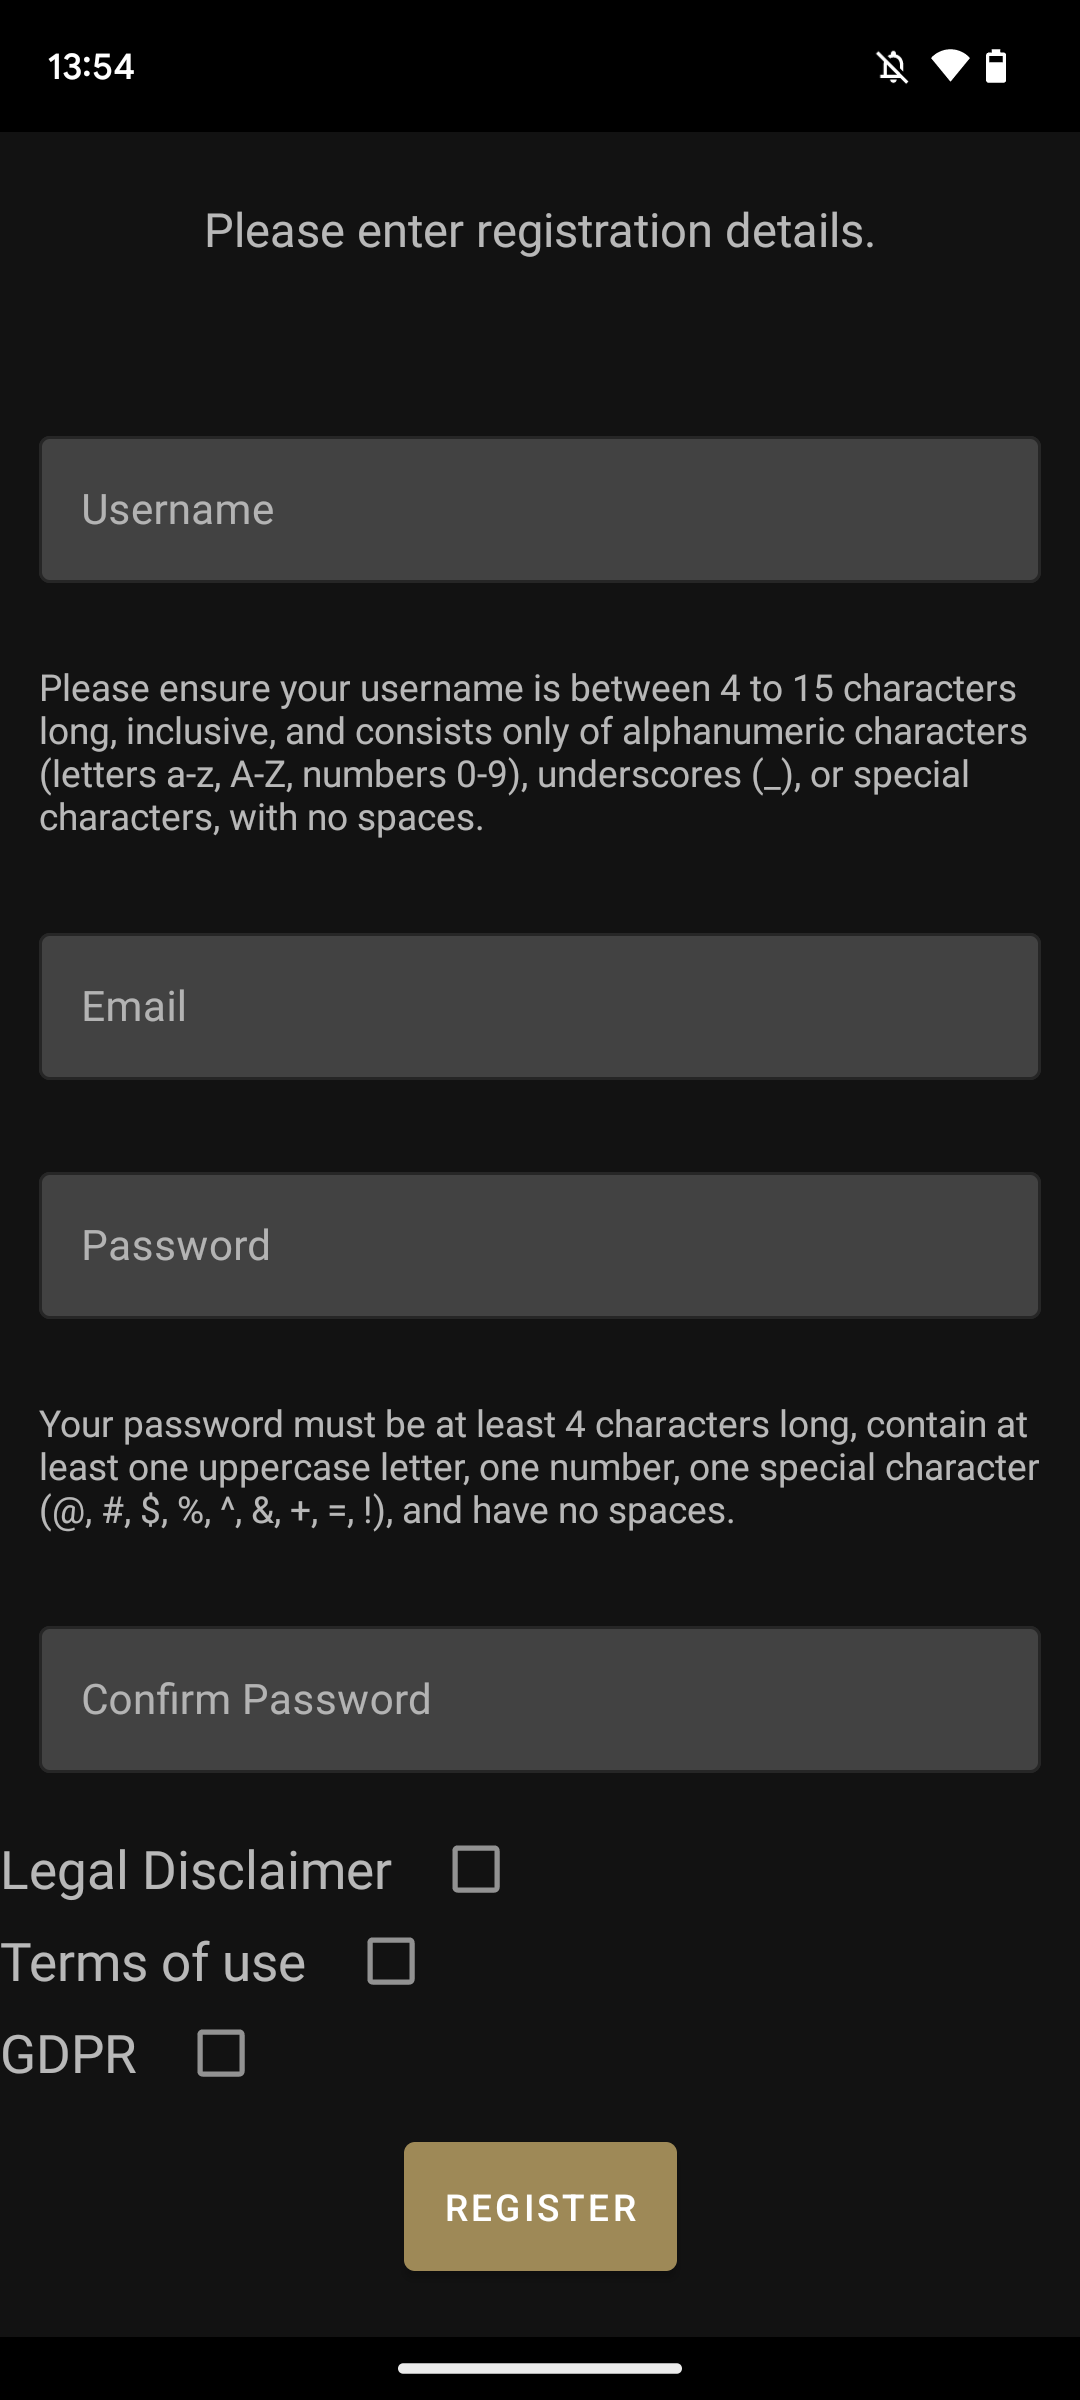 13:54
Please enter registration details.
Username
Please ensure your username is between 4 to 15 characters
long, inclusive, and consists only of alphanumeric characters
(letters a-z, A-Z, numbers 0-9), underscores (_), or special
characters, with no spaces.
Email
Password
Your password must be at least 4 characters long, contain at
least one uppercase letter, one number, one special character
(@, #, $, %, ^, &, +, =, !), and have no spaces.
Confirm Password
Legal Disclaimer
Terms of use
GDPR
REGISTER